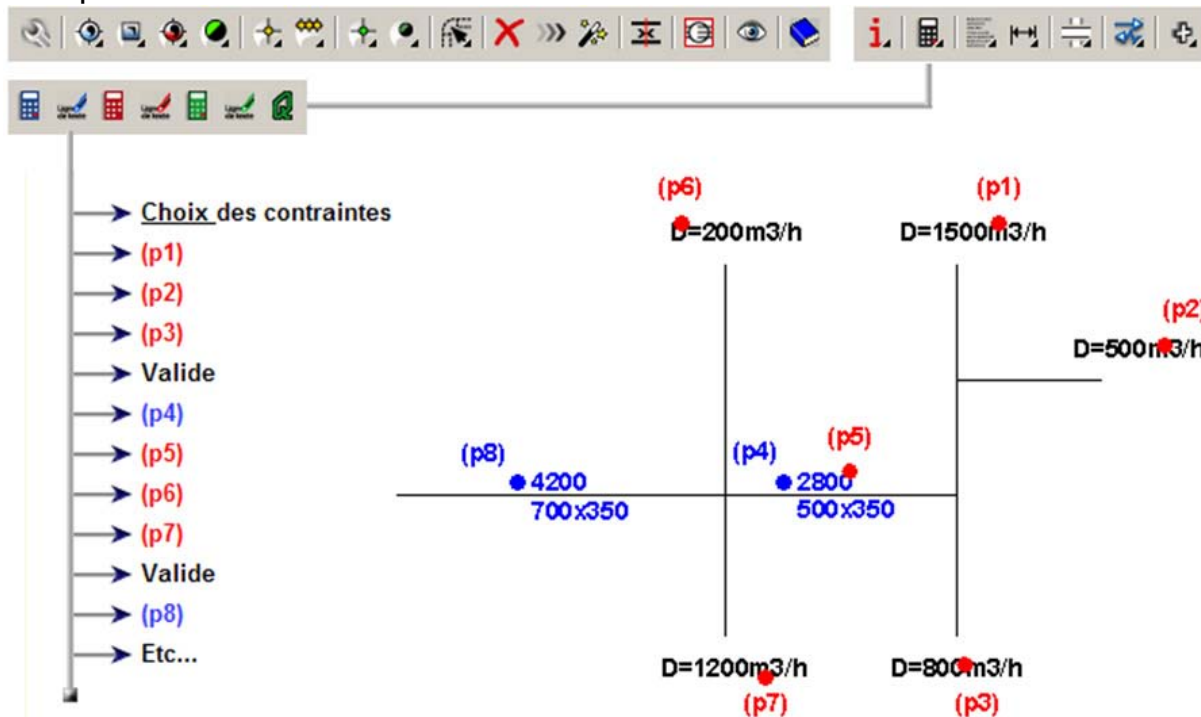 Choix des contraintes
(p1)
(p2)
(p3)
Valide
(p4)
(p5)
(p6)
(p7)
Valide
(p8)
Etc...
(p6)
D=200m3/h
(p1)
D=1500m3/h
(p2)
D=500m3/h
(p8)
4200
700x350
(p4)
(p5)
2800
500x350
D=1200m3/h
(p7)
D=800m3/h
(p3)